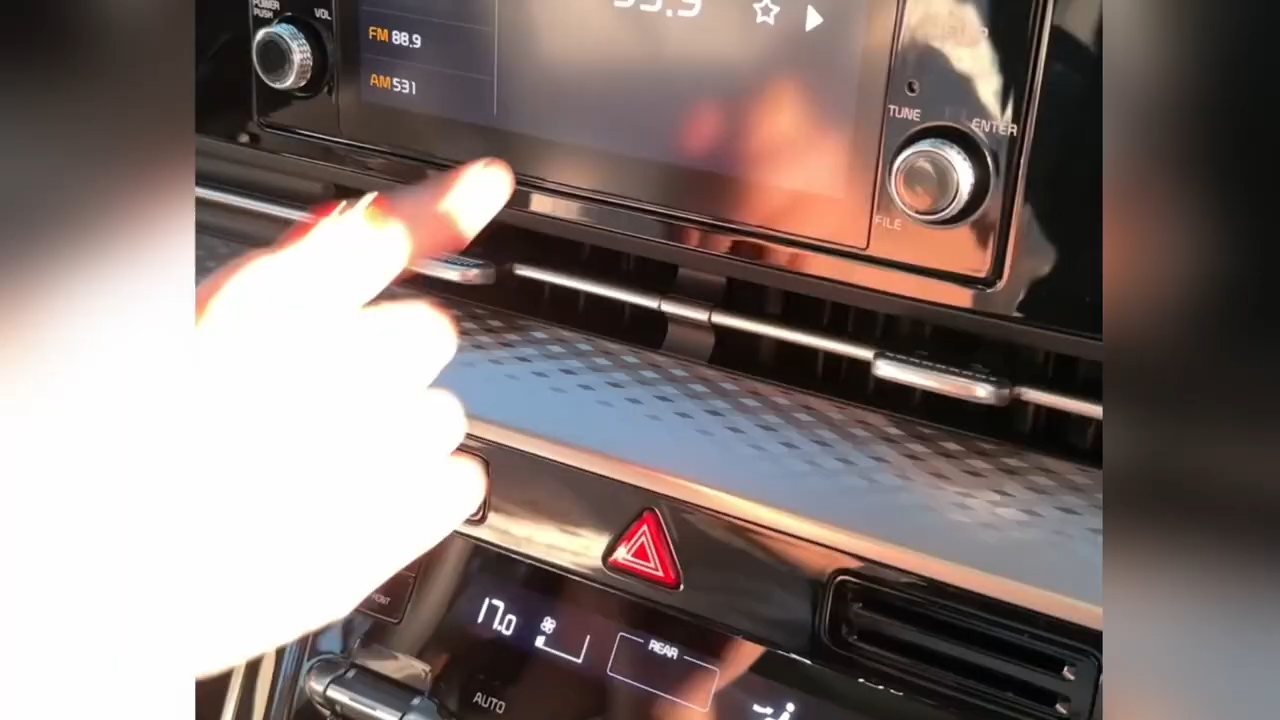 POWER
PUSH
VOL
FM 88.9
AM 531
TUNE
ENTER
FILE
17.0
REAR
AUTO